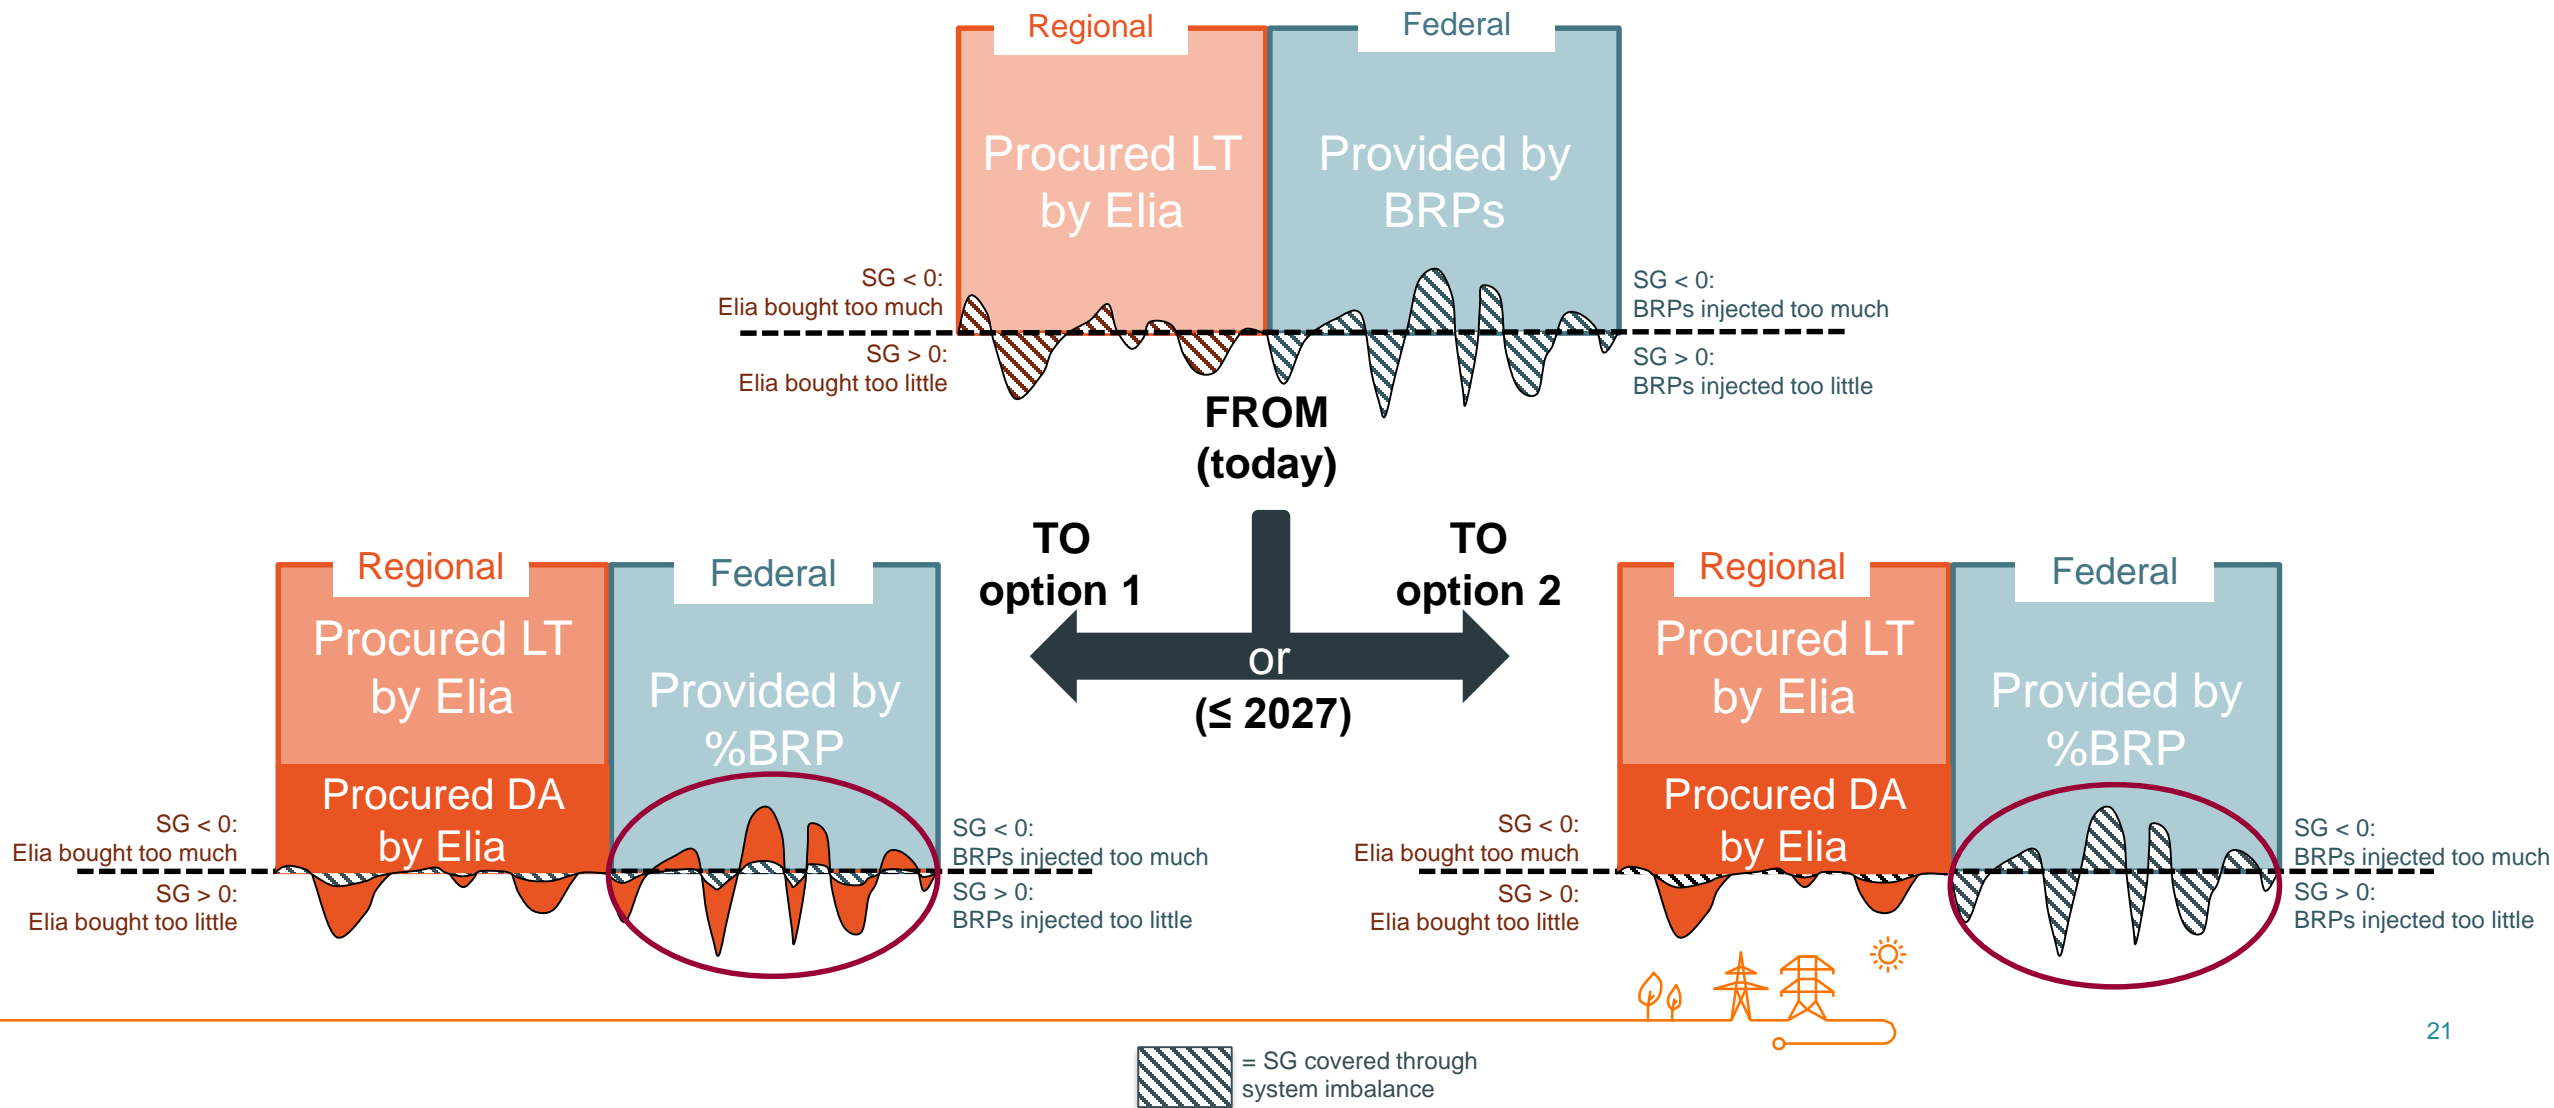 Regional
Federal
Procured LT
by Elia
Provided by
BRPs
SG < 0:
Elia bought too much
SG > 0:
Elia bought too little
SG < 0:
BRPs injected too much
SG > 0:
BRPs injected too little
FROM
(today)
TO
option 1
TO
option 2
or
(≤ 2027)
Regional
Federal
Procured LT
by Elia
Provided by
%BRP
Procured DA
by Elia
SG < 0:
Elia bought too much
SG > 0:
Elia bought too little
SG < 0:
BRPs injected too much
SG > 0:
BRPs injected too little
Regional
Federal
Procured LT
by Elia
Provided by
%BRP
Procured DA
by Elia
SG < 0:
Elia bought too much
SG > 0:
Elia bought too little
SG < 0:
BRPs injected too much
SG > 0:
BRPs injected too little
21
= SG covered through
system imbalance